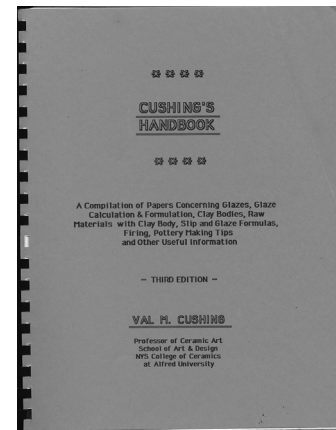 CUSHING'S
HANDBOOK
A Compilation of Papers Concerning Glazes, Glaze
Calculation & Formulation, Clay Bodies, Raw
Materials with Clay Body, Slip and Glaze Formulas,
Firing, Pottery Making Tips
and Other Useful Information
– THIRD EDITION –
VAL M. CUSHING
Professor of Ceramic Art
School of Art & Design
NYS College of Ceramics
at Alfred University